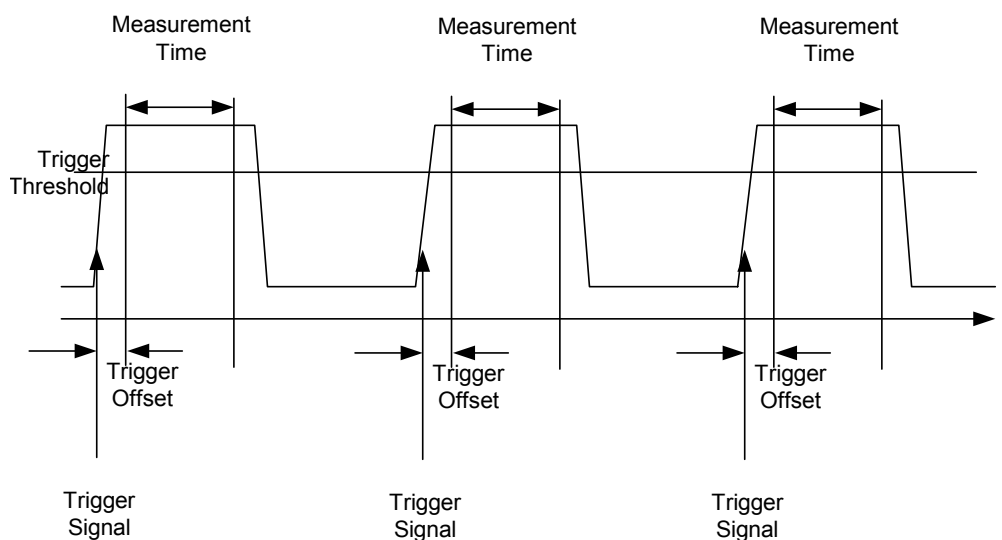 Measurement
Time
Measurement
Time
Measurement
Time
Trigger
Threshold
Trigger
Offset
Trigger
Offset
Trigger
Offset
Trigger
Signal
Trigger
Signal
Trigger
Signal